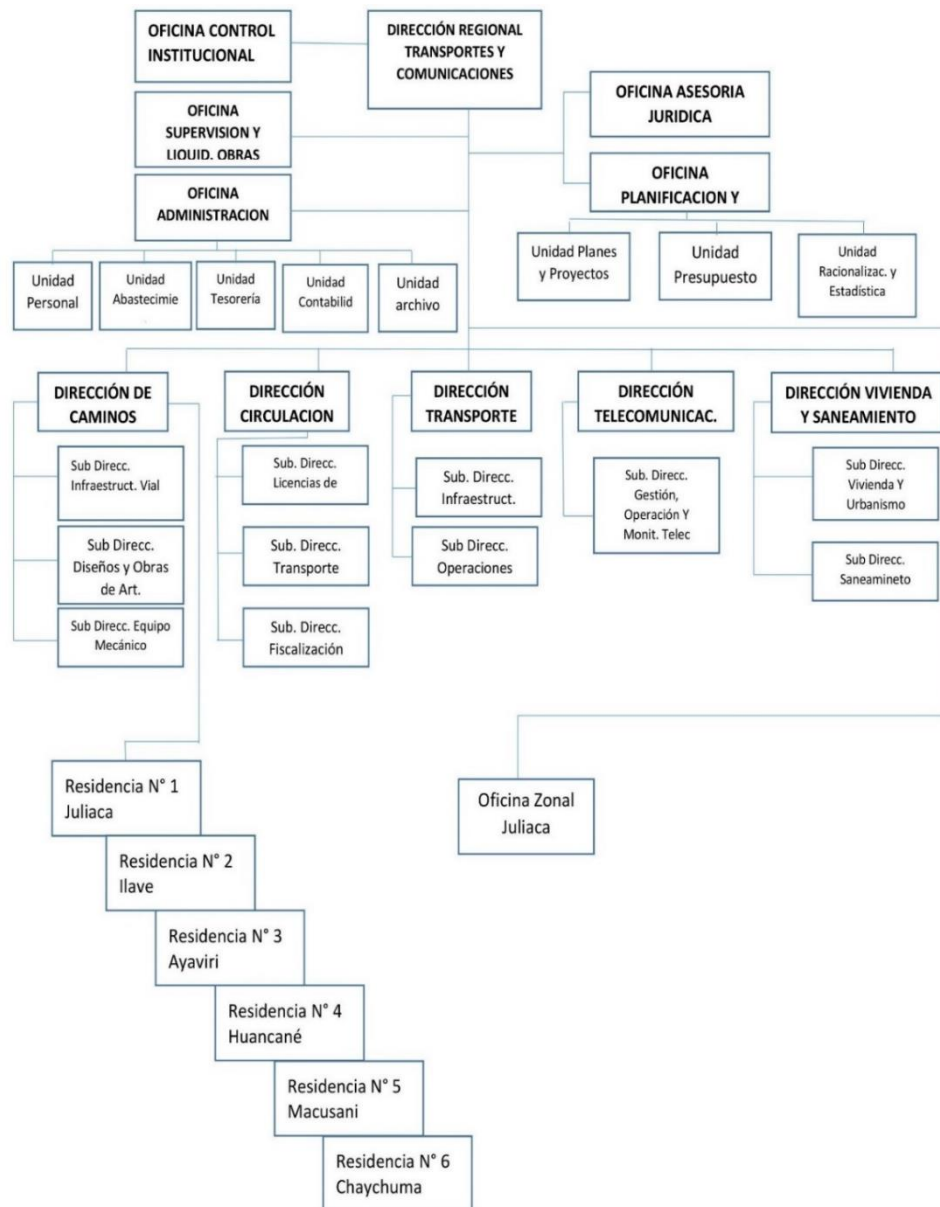 OFICINA CONTROL
INSTITUCIONAL
DIRECCIÓN REGIONAL
TRANSPORTES Y
COMUNICACIONES
OFICINA
SUPERVISION Y
LIQUID. OBRAS
OFICINA ASESORIA
JURIDICA
OFICINA
ADMINISTRACION
OFICINA
PLANIFICACION Y
Unidad
Personal
Unidad
Abastecimie
Unidad
Tesorería
Unidad
Contabilid
Unidad
archivo
Unidad Planes
y Proyectos
Unidad
Presupuesto
Unidad
Racionalizac. y
Estadística
DIRECCIÓN DE
CAMINOS
DIRECCIÓN
CIRCULACION
DIRECCIÓN
TRANSPORTE
DIRECCIÓN
TELECOMUNICAC.
DIRECCIÓN VIVIENDA
Y SANEAMIENTO
Sub Direcc.
Infraestruct. Vial
Sub Direcc.
Diseños y Obras
de Art.
Sub Direcc. Equipo
Mecánico
Sub. Direcc.
Licencias de
Sub Direcc.
Transporte
Sub. Direcc.
Fiscalización
Sub. Direcc.
Infraestruct.
Sub Direcc.
Operaciones
Sub. Direcc.
Gestión,
Operación Y
Monit. Telec
Sub Direcc.
Vivienda Y
Urbanismo
Sub Direcc.
Saneamineto
Residencia N° 1
Juliaca
Residencia N° 2
Ilave
Residencia N° 3
Ayaviri
Residencia N° 4
Huancané
Residencia N° 5
Macusani
Residencia N° 6
Chaychuma
Oficina Zonal
Juliaca